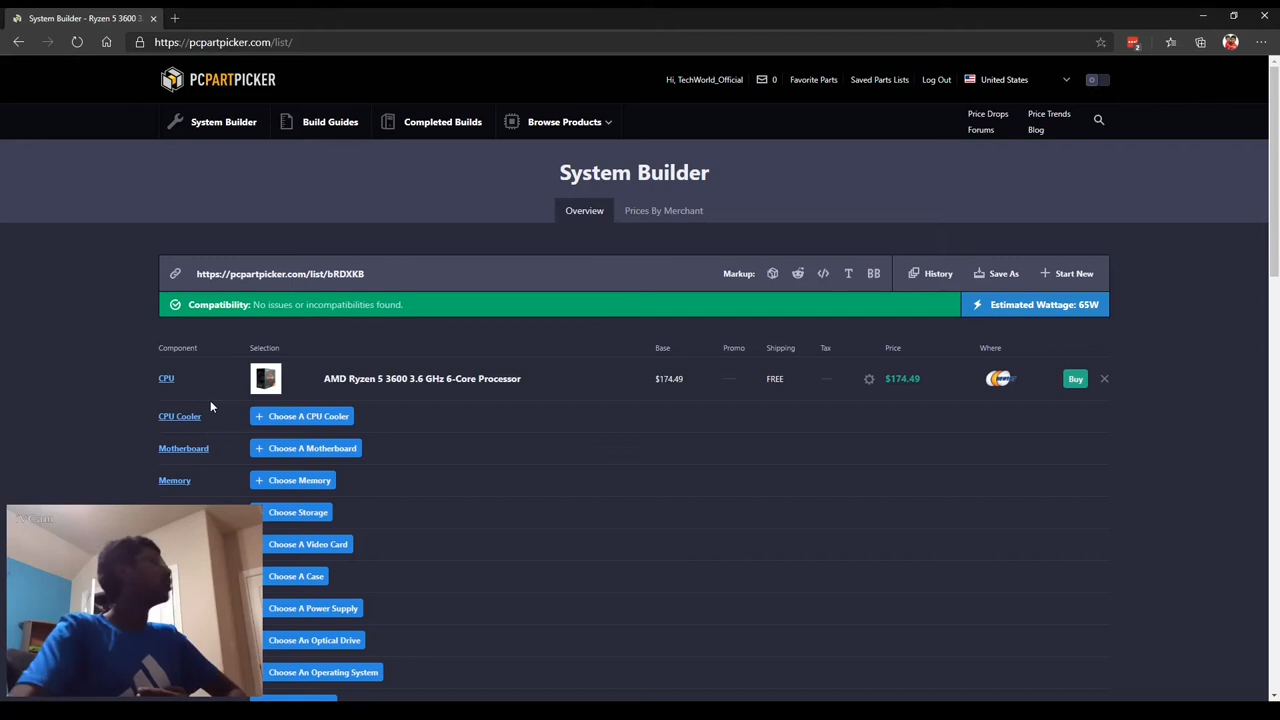 System Builder - Ryzen 5 3600 3.
https://pcpartpicker.com/list/
2
PCPARTPICKER
Hi, TechWorld_Official
0
Favorite Parts
Saved Parts Lists
Log Out
United States
System Builder
Build Guides
Completed Builds
Browse Products
Price Drops
Price Trends
Forums
Blog
System Builder
Overview
Prices By Merchant
https://pcpartpicker.com/list/bRDXKB
Markup:
T
BB
History
Save As
Start New
Compatibility: No issues or incompatibilities found.
Estimated Wattage: 65W
Component
Selection
Base
Promo
Shipping
Tax
Price
Where
CPU
AMD Ryzen 5 3600 3.6 GHz 6-Core Processor
$174.49
FREE
$174.49
Buy
CPU Cooler
+ Choose A CPU Cooler
Motherboard
+ Choose A Motherboard
Memory
+ Choose Memory
Choose Storage
Choose A Video Card
Choose A Case
Choose A Power Supply
Choose An Optical Drive
Choose An Operating System